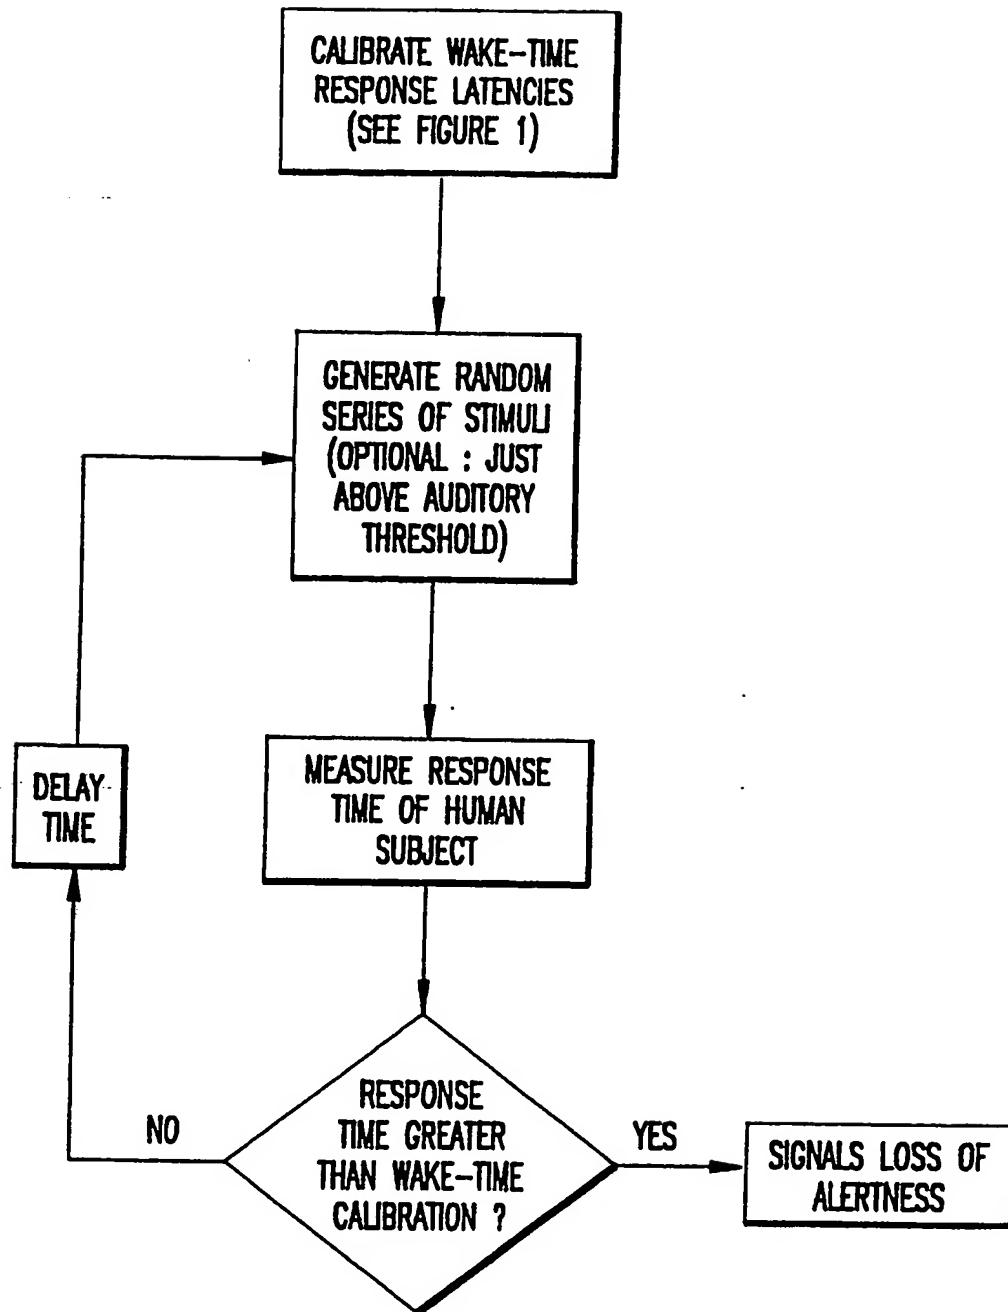 CALIBRATE WAKE-TIME
RESPONSE LATENCIES
(SEE FIGURE 1)
GENERATE RANDOM
SERIES OF STIMULI
(OPTIONAL : JUST
ABOVE AUDITORY
THRESHOLD)
DELAY
TIME
MEASURE RESPONSE
TIME OF HUMAN
SUBJECT
RESPONSE
TIME GREATER
THAN WAKE-TIME
CALIBRATION ?
NO
YES
SIGNALS LOSS OF
ALERTNESS